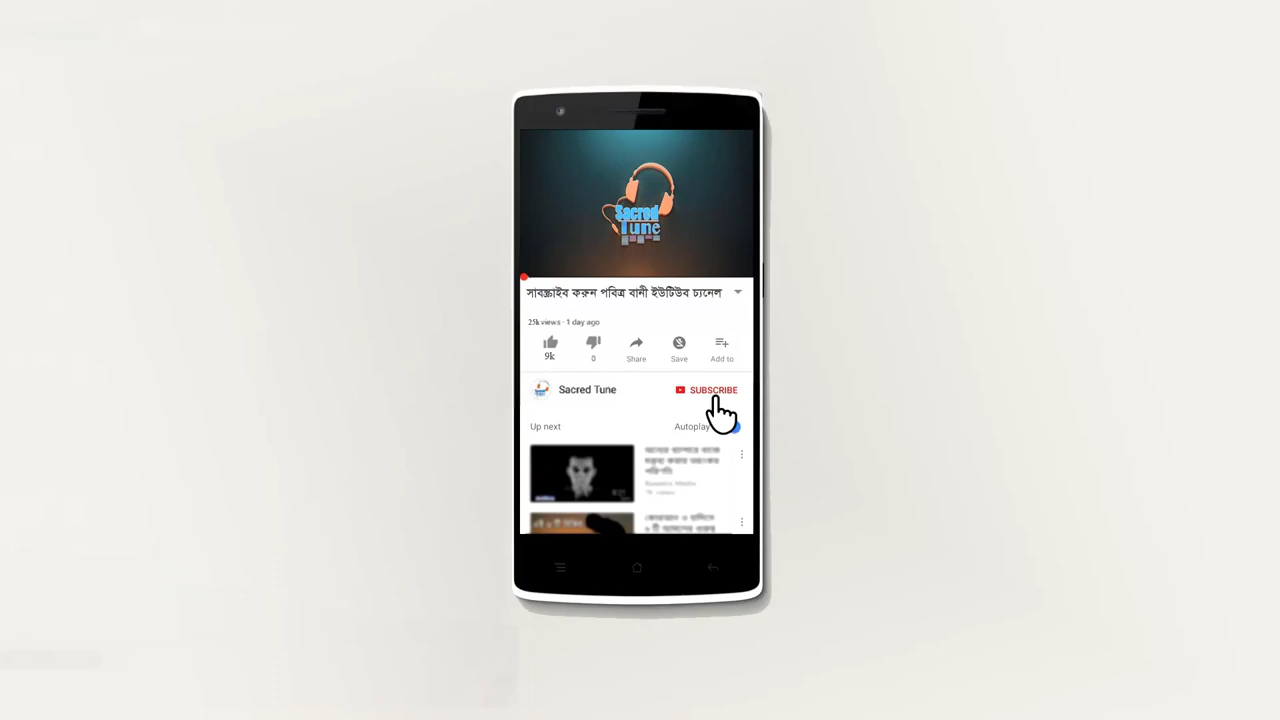 Sacred
Tune
সাবস্ক্রাইব করুন পবিত্র বানী ইউটিউব চ্যনেল
25k views · 1 day ago
9k
0
Share
Save
Add to
Sacred Tune
SUBSCRIBE
Up next
Autoplay